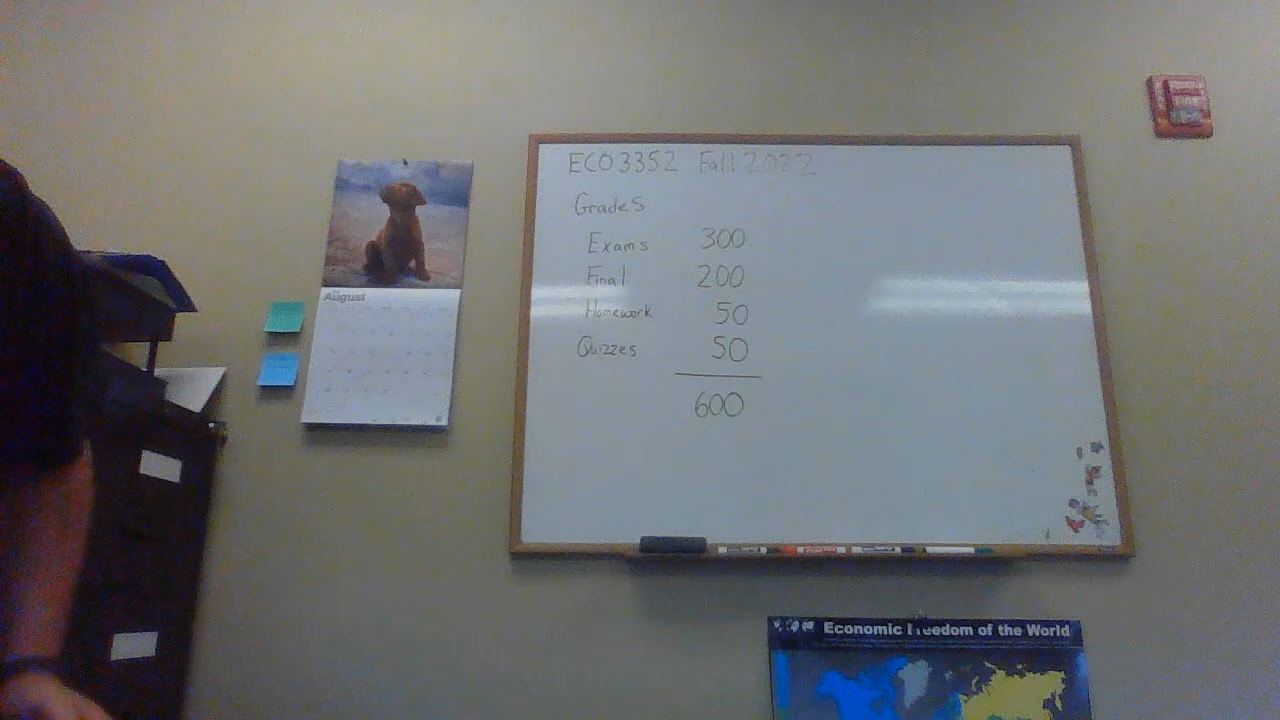 ECO3352 Fall 2022
Grades
Exams 300
Final 200
Homework 50
Quizzes 50
600
August
FIRE
Economic Freedom of the World